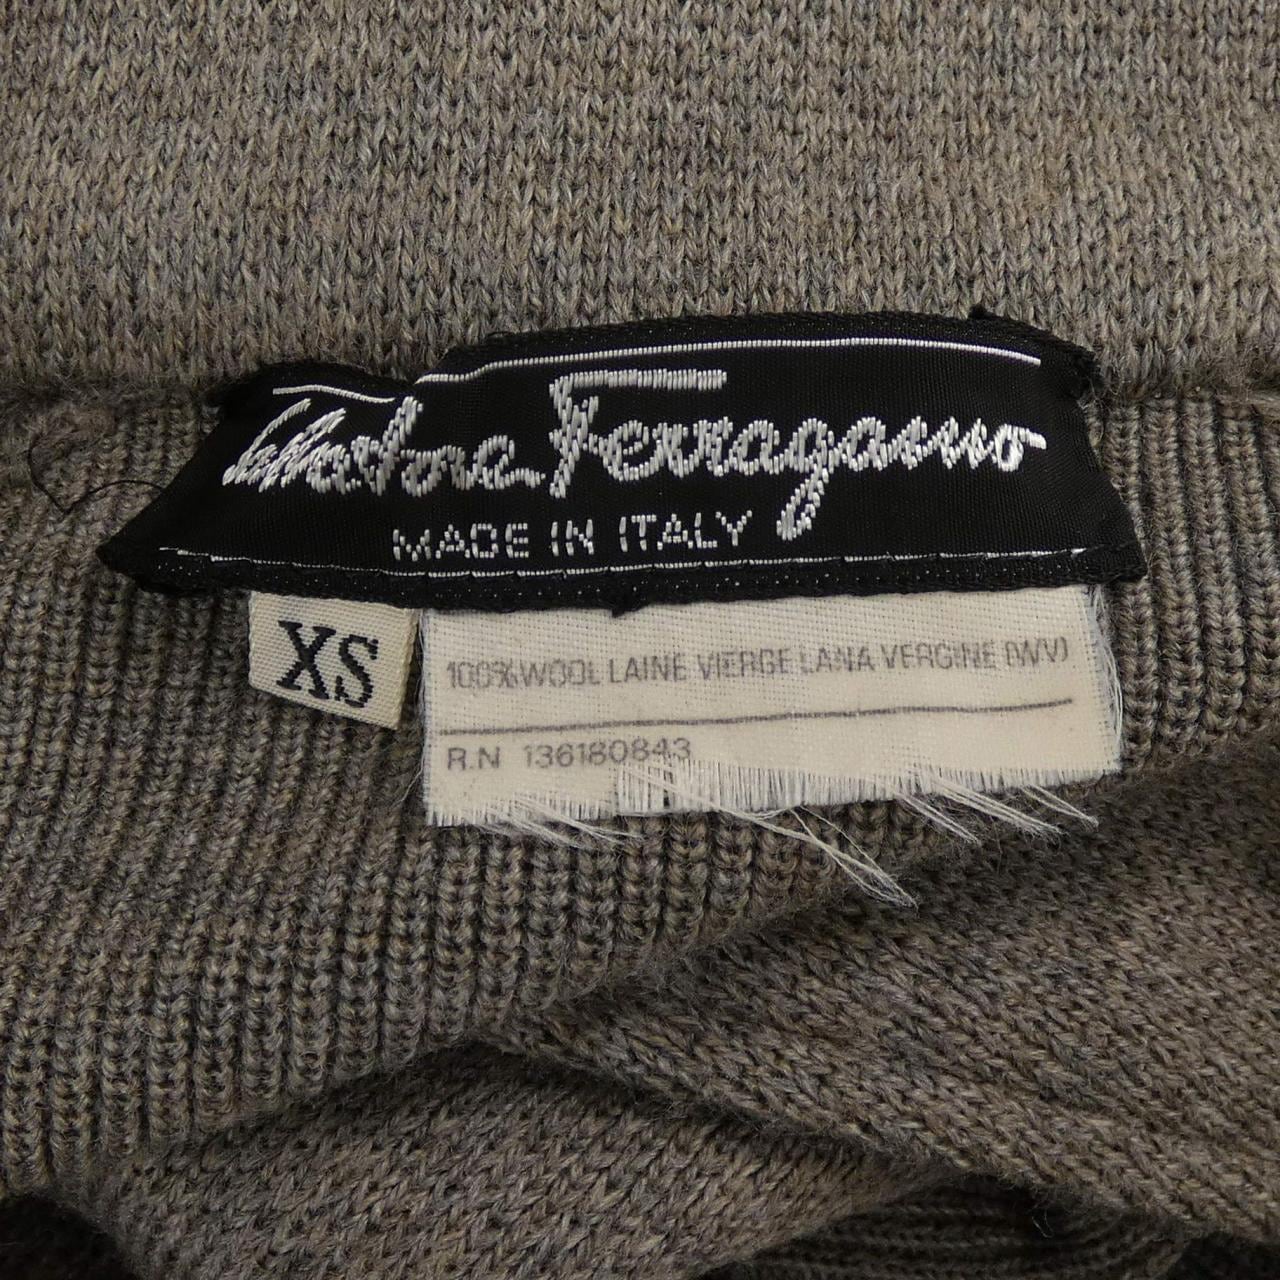 Salvatore Ferragamo
MADE IN ITALY
XS
100% WOOL LAINE VIERGE LANA VERGINE (WV)
R.N 136180843